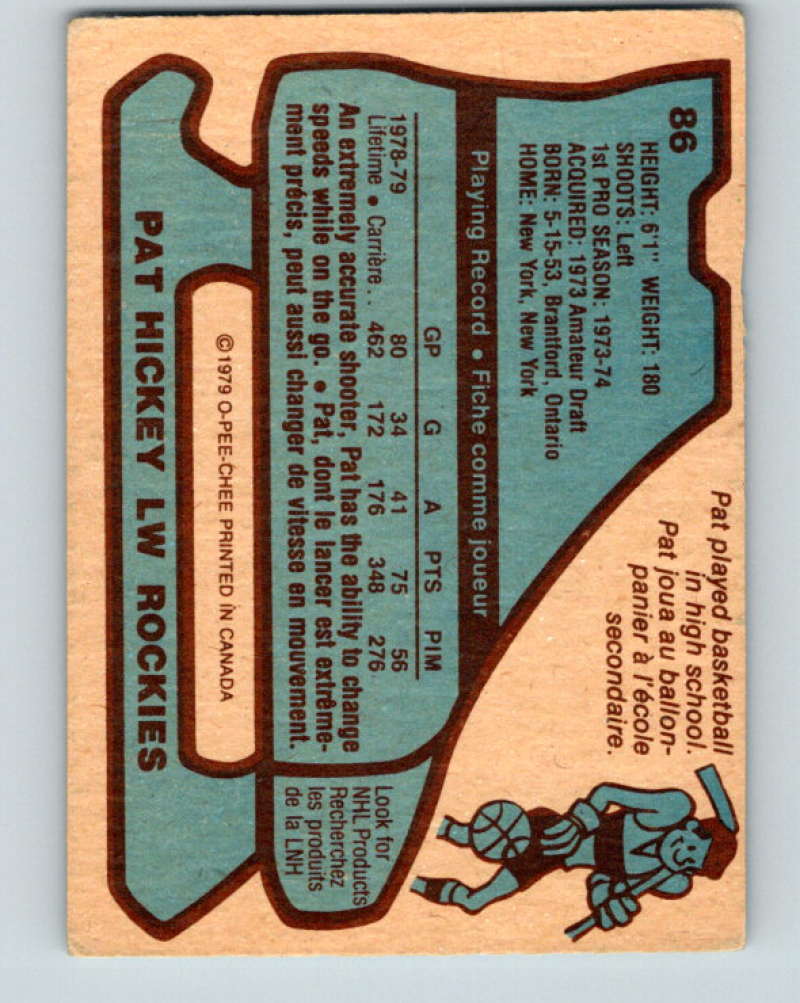 86
HEIGHT: 6'1" WEIGHT: 180
SHOOTS: Left
1st PRO SEASON: 1973-74
ACQUIRED: 1973 Amateur Draft
BORN: 5-15-53, Brantford, Ontario
HOME: New York, New York
Pat played basketball
in high school.
Pat joua au ballon-
panier à l'école
secondaire.
Playing Record • Fiche comme joueur
GP G A PTS PIM
1978-79 80 34 41 75 56
Lifetime • Carrière . . 462 172 176 348 276
An extremely accurate shooter, Pat has the ability to change
speeds while on the go. • Pat, dont le lancer est extrême-
ment précis, peut aussi changer de vitesse en mouvement.
Look for
NHL Products
Recherchez
les produits
de la LNH
©1979 O-PEE-CHEE PRINTED IN CANADA
PAT HICKEY LW ROCKIES